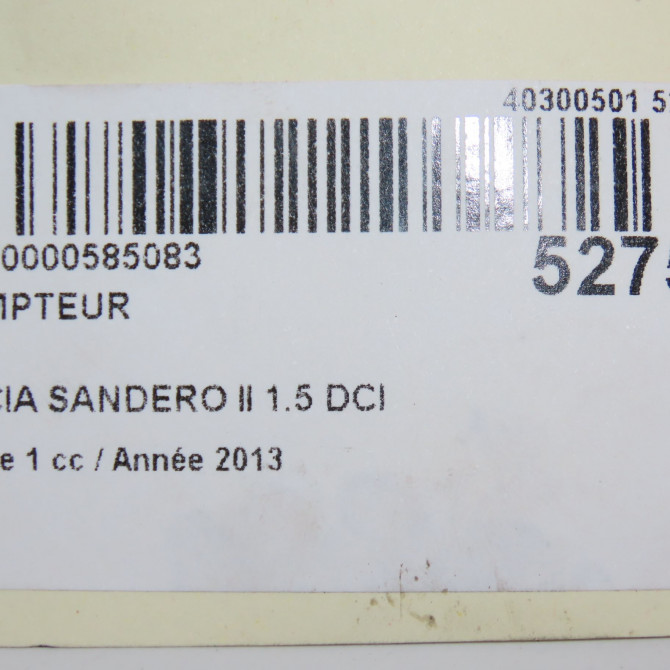 40300501 5
0000585083
5275
MPTEUR
CIA SANDERO II 1.5 DCI
e 1 cc / Année 2013